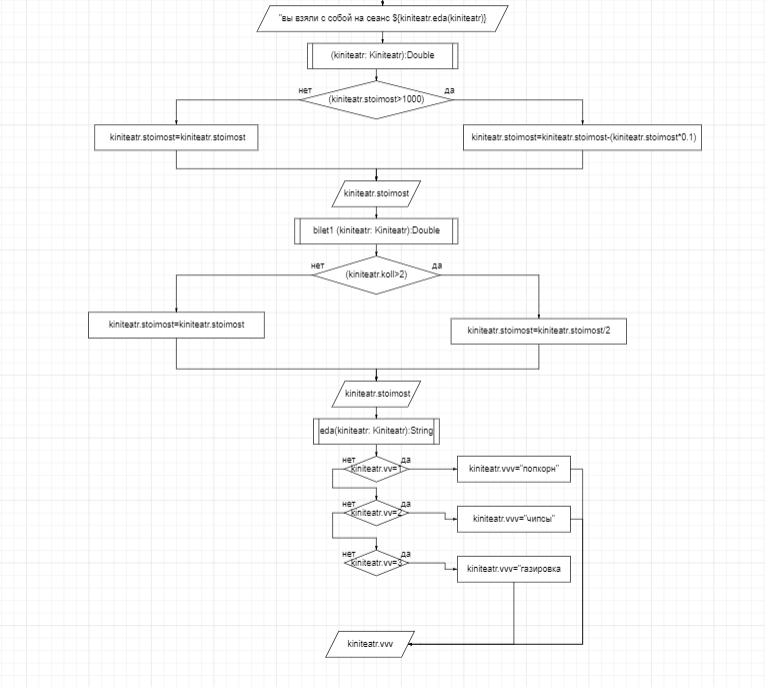 "вы взяли с собой на сеанс ${kiniteatr.eda(kiniteatr)}
(kiniteatr: Kiniteatr):Double
нет
да
(kiniteatr.stoimost>1000)
kiniteatr.stoimost=kiniteatr.stoimost
kiniteatr.stoimost=kiniteatr.stoimost-(kiniteatr.stoimost*0.1)
kiniteatr.stoimost
bilet1 (kiniteatr: Kiniteatr):Double
нет
да
(kiniteatr.koll>2)
kiniteatr.stoimost=kiniteatr.stoimost
kiniteatr.stoimost=kiniteatr.stoimost/2
kiniteatr.stoimost
eda(kiniteatr: Kiniteatr):String
нет
да
kiniteatr.vv=1
kiniteatr.vvv="попкорн"
нет
да
kiniteatr.vv=2
kiniteatr.vvv="чипсы"
нет
да
kiniteatr.vv=3
kiniteatr.vvv="газировка
kiniteatr.vvv